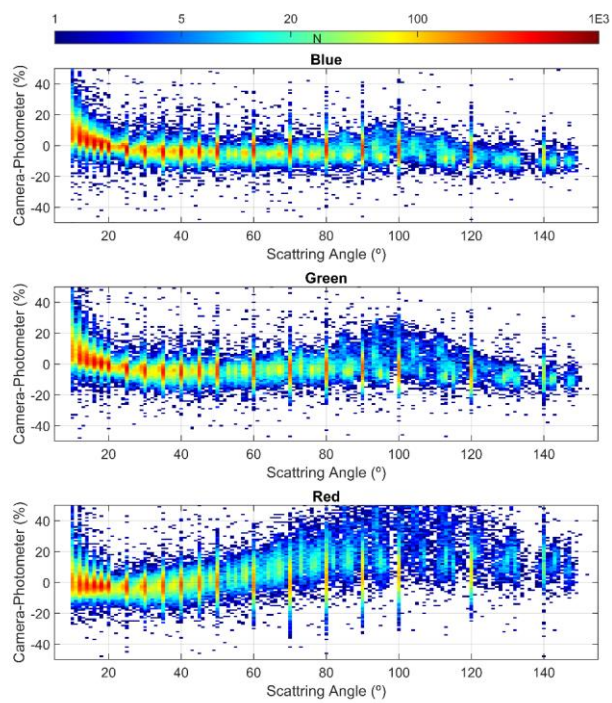 1 5 20 100 1E3
N
Blue
40
20
0
-20
-40
Camera-Photometer (%)
20 40 60 80 100 120 140
Scattring Angle (º)
Green
40
20
0
-20
-40
Camera-Photometer (%)
20 40 60 80 100 120 140
Scattring Angle (º)
Red
40
20
0
-20
-40
Camera-Photometer (%)
20 40 60 80 100 120 140
Scattring Angle (º)